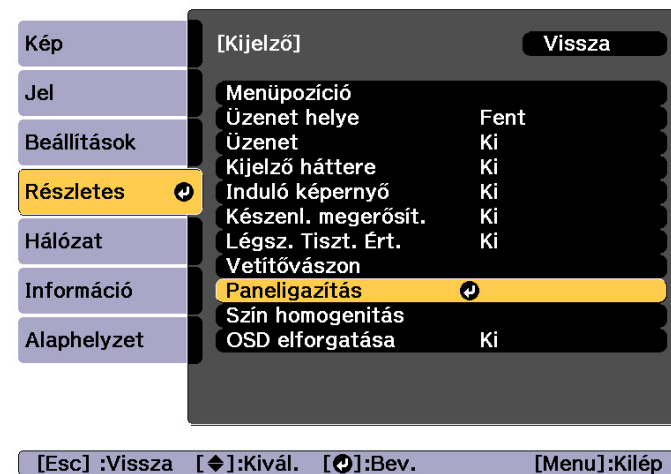 Kép
Jel
Beállítások
Részletes
Hálózat
Információ
Alaphelyzet
[Kijelző] Vissza
Menüpozíció
Üzenet helye Fent
Üzenet Ki
Kijelző háttere Ki
Induló képernyő Ki
Készenl. megerősít. Ki
Légsz. Tiszt. Ért. Ki
Vetítővászon
Paneligazítás
Szín homogenitás
OSD elforgatása Ki
[Esc] :Vissza [◆]:Kivál. [↵]:Bev. [Menu]:Kilép